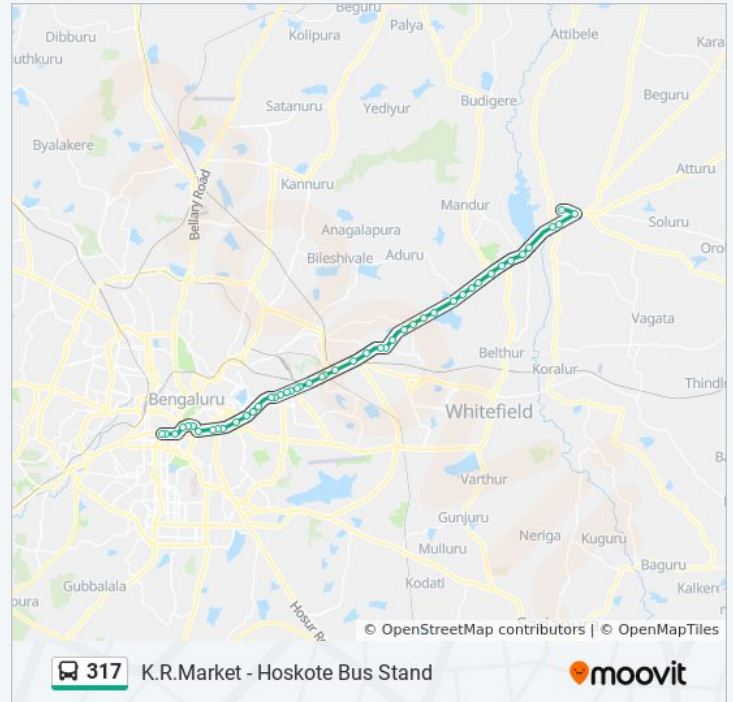 Beguru
Dibburu
Kolipura
Palya
Attibele
uthkuru
Kara
Satanuru
Yediyur
Budigere
Beguru
Byalakere
Atturu
Kannuru
Bellary Road
Mandur
Anagalapura
Soluru
Bileshivale
Aduru
Oro
Vagata
Belthur
Koralur
Thindl
Bengaluru
Whitefield
Varthur
Gunjuru
Neriga
Kuguru
Mulluru
Baguru
Kodati
Gubbalala
Kalkere
pura
Hosur R
© OpenStreetMap contributors | © OpenMapTiles
317 K.R.Market - Hoskote Bus Stand
moovit